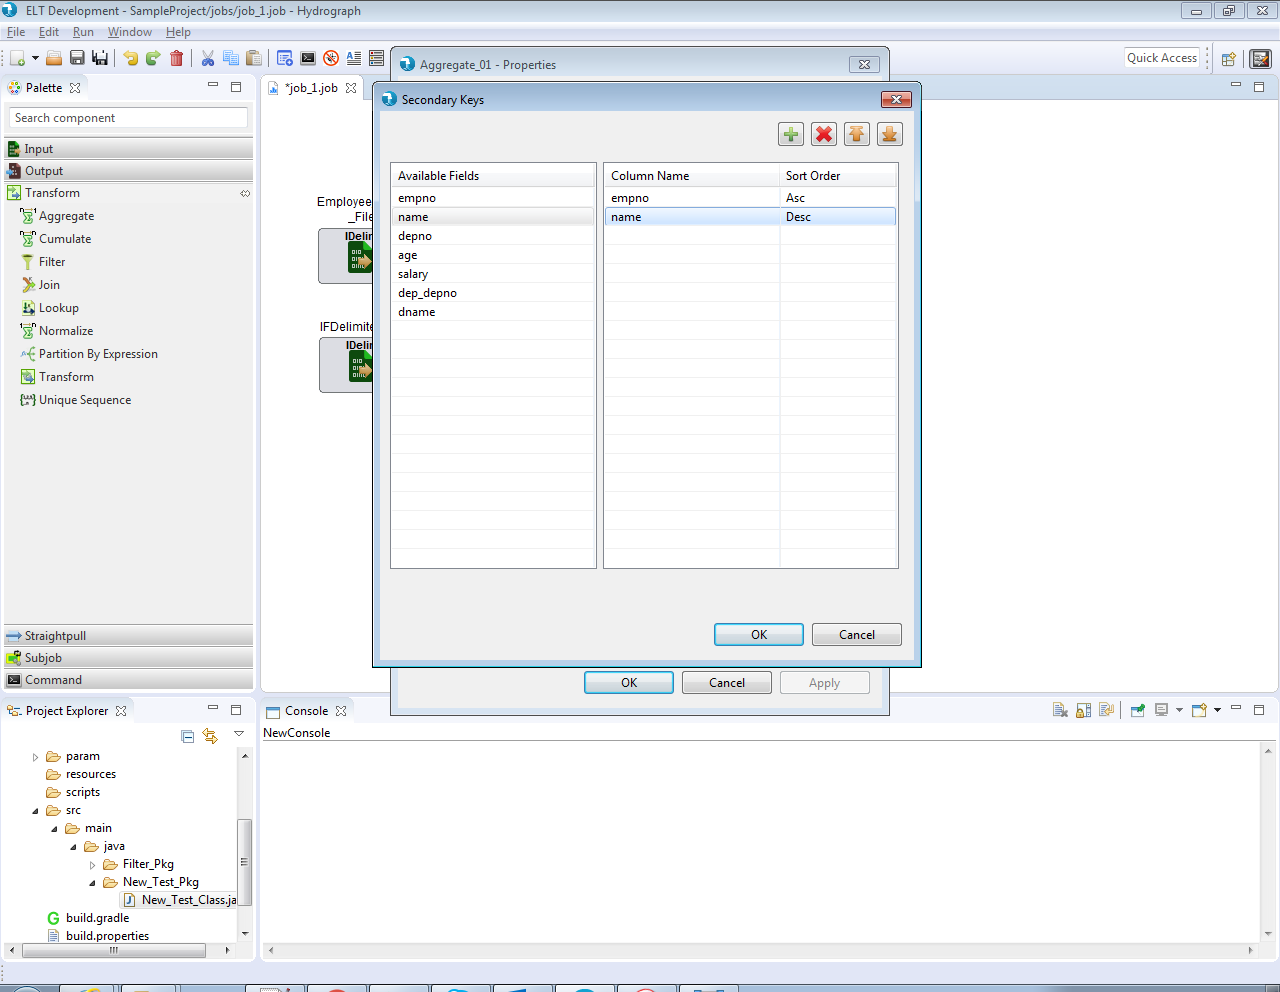 ELT Development - SampleProject/jobs/job_1.job - Hydrograph
File Edit Run Window Help
Quick Access
Palette
Search component
Input
Output
Transform
Aggregate
Cumulate
Filter
Join
Lookup
Normalize
Partition By Expression
Transform
Unique Sequence
Straightpull
Subjob
Command
*job_1.job
Employee
_File
IDelin
IFDelimite
IDelin
Aggregate_01 - Properties
Secondary Keys
Available Fields
empno
name
depno
age
salary
dep_depno
dname
Column Name Sort Order
empno Asc
name Desc
OK Cancel
OK Cancel Apply
Project Explorer
param
resources
scripts
src
main
java
Filter_Pkg
New_Test_Pkg
New_Test_Class.ja
build.gradle
build.properties
Console
NewConsole